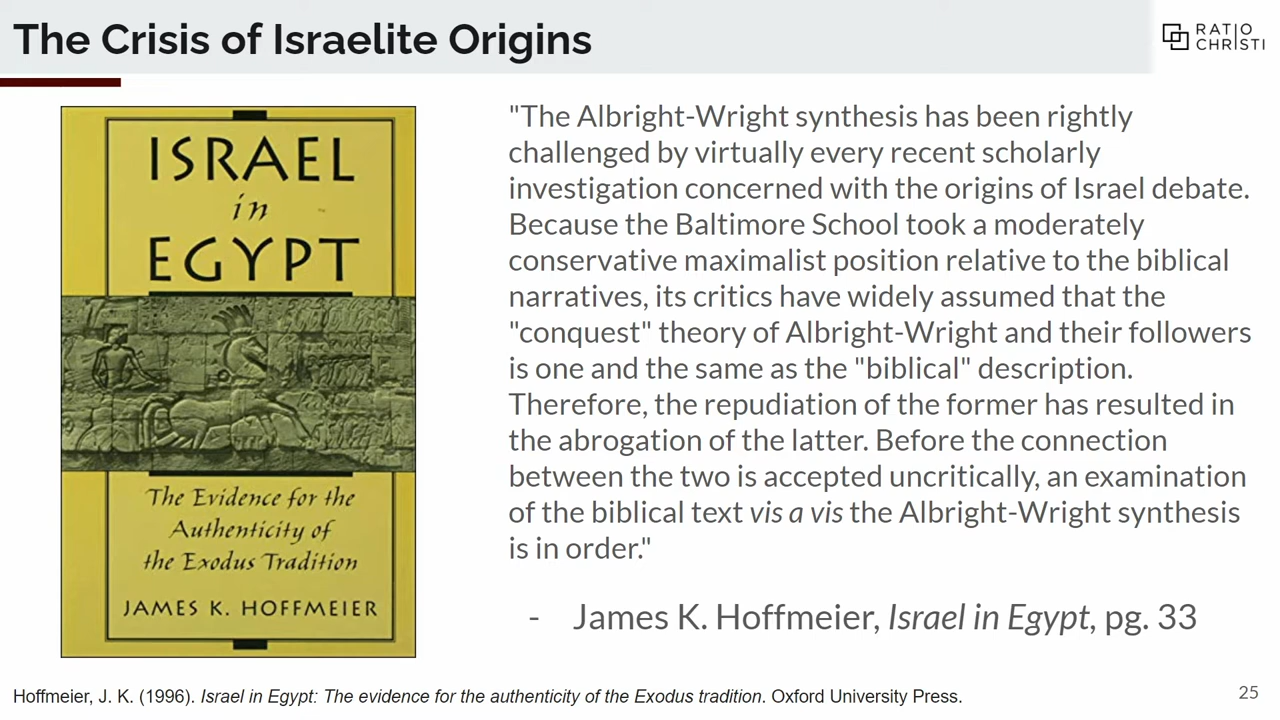 The Crisis of Israelite Origins
RATIO
CHRISTI
ISRAEL
in
EGYPT
The Evidence for the
Authenticity of
the Exodus Tradition
JAMES K. HOFFMEIER
"The Albright-Wright synthesis has been rightly
challenged by virtually every recent scholarly
investigation concerned with the origins of Israel debate.
Because the Baltimore School took a moderately
conservative maximalist position relative to the biblical
narratives, its critics have widely assumed that the
"conquest" theory of Albright-Wright and their followers
is one and the same as the "biblical" description.
Therefore, the repudiation of the former has resulted in
the abrogation of the latter. Before the connection
between the two is accepted uncritically, an examination
of the biblical text vis a vis the Albright-Wright synthesis
is in order."
- James K. Hoffmeier, Israel in Egypt, pg. 33
Hoffmeier, J. K. (1996). Israel in Egypt: The evidence for the authenticity of the Exodus tradition. Oxford University Press.
25